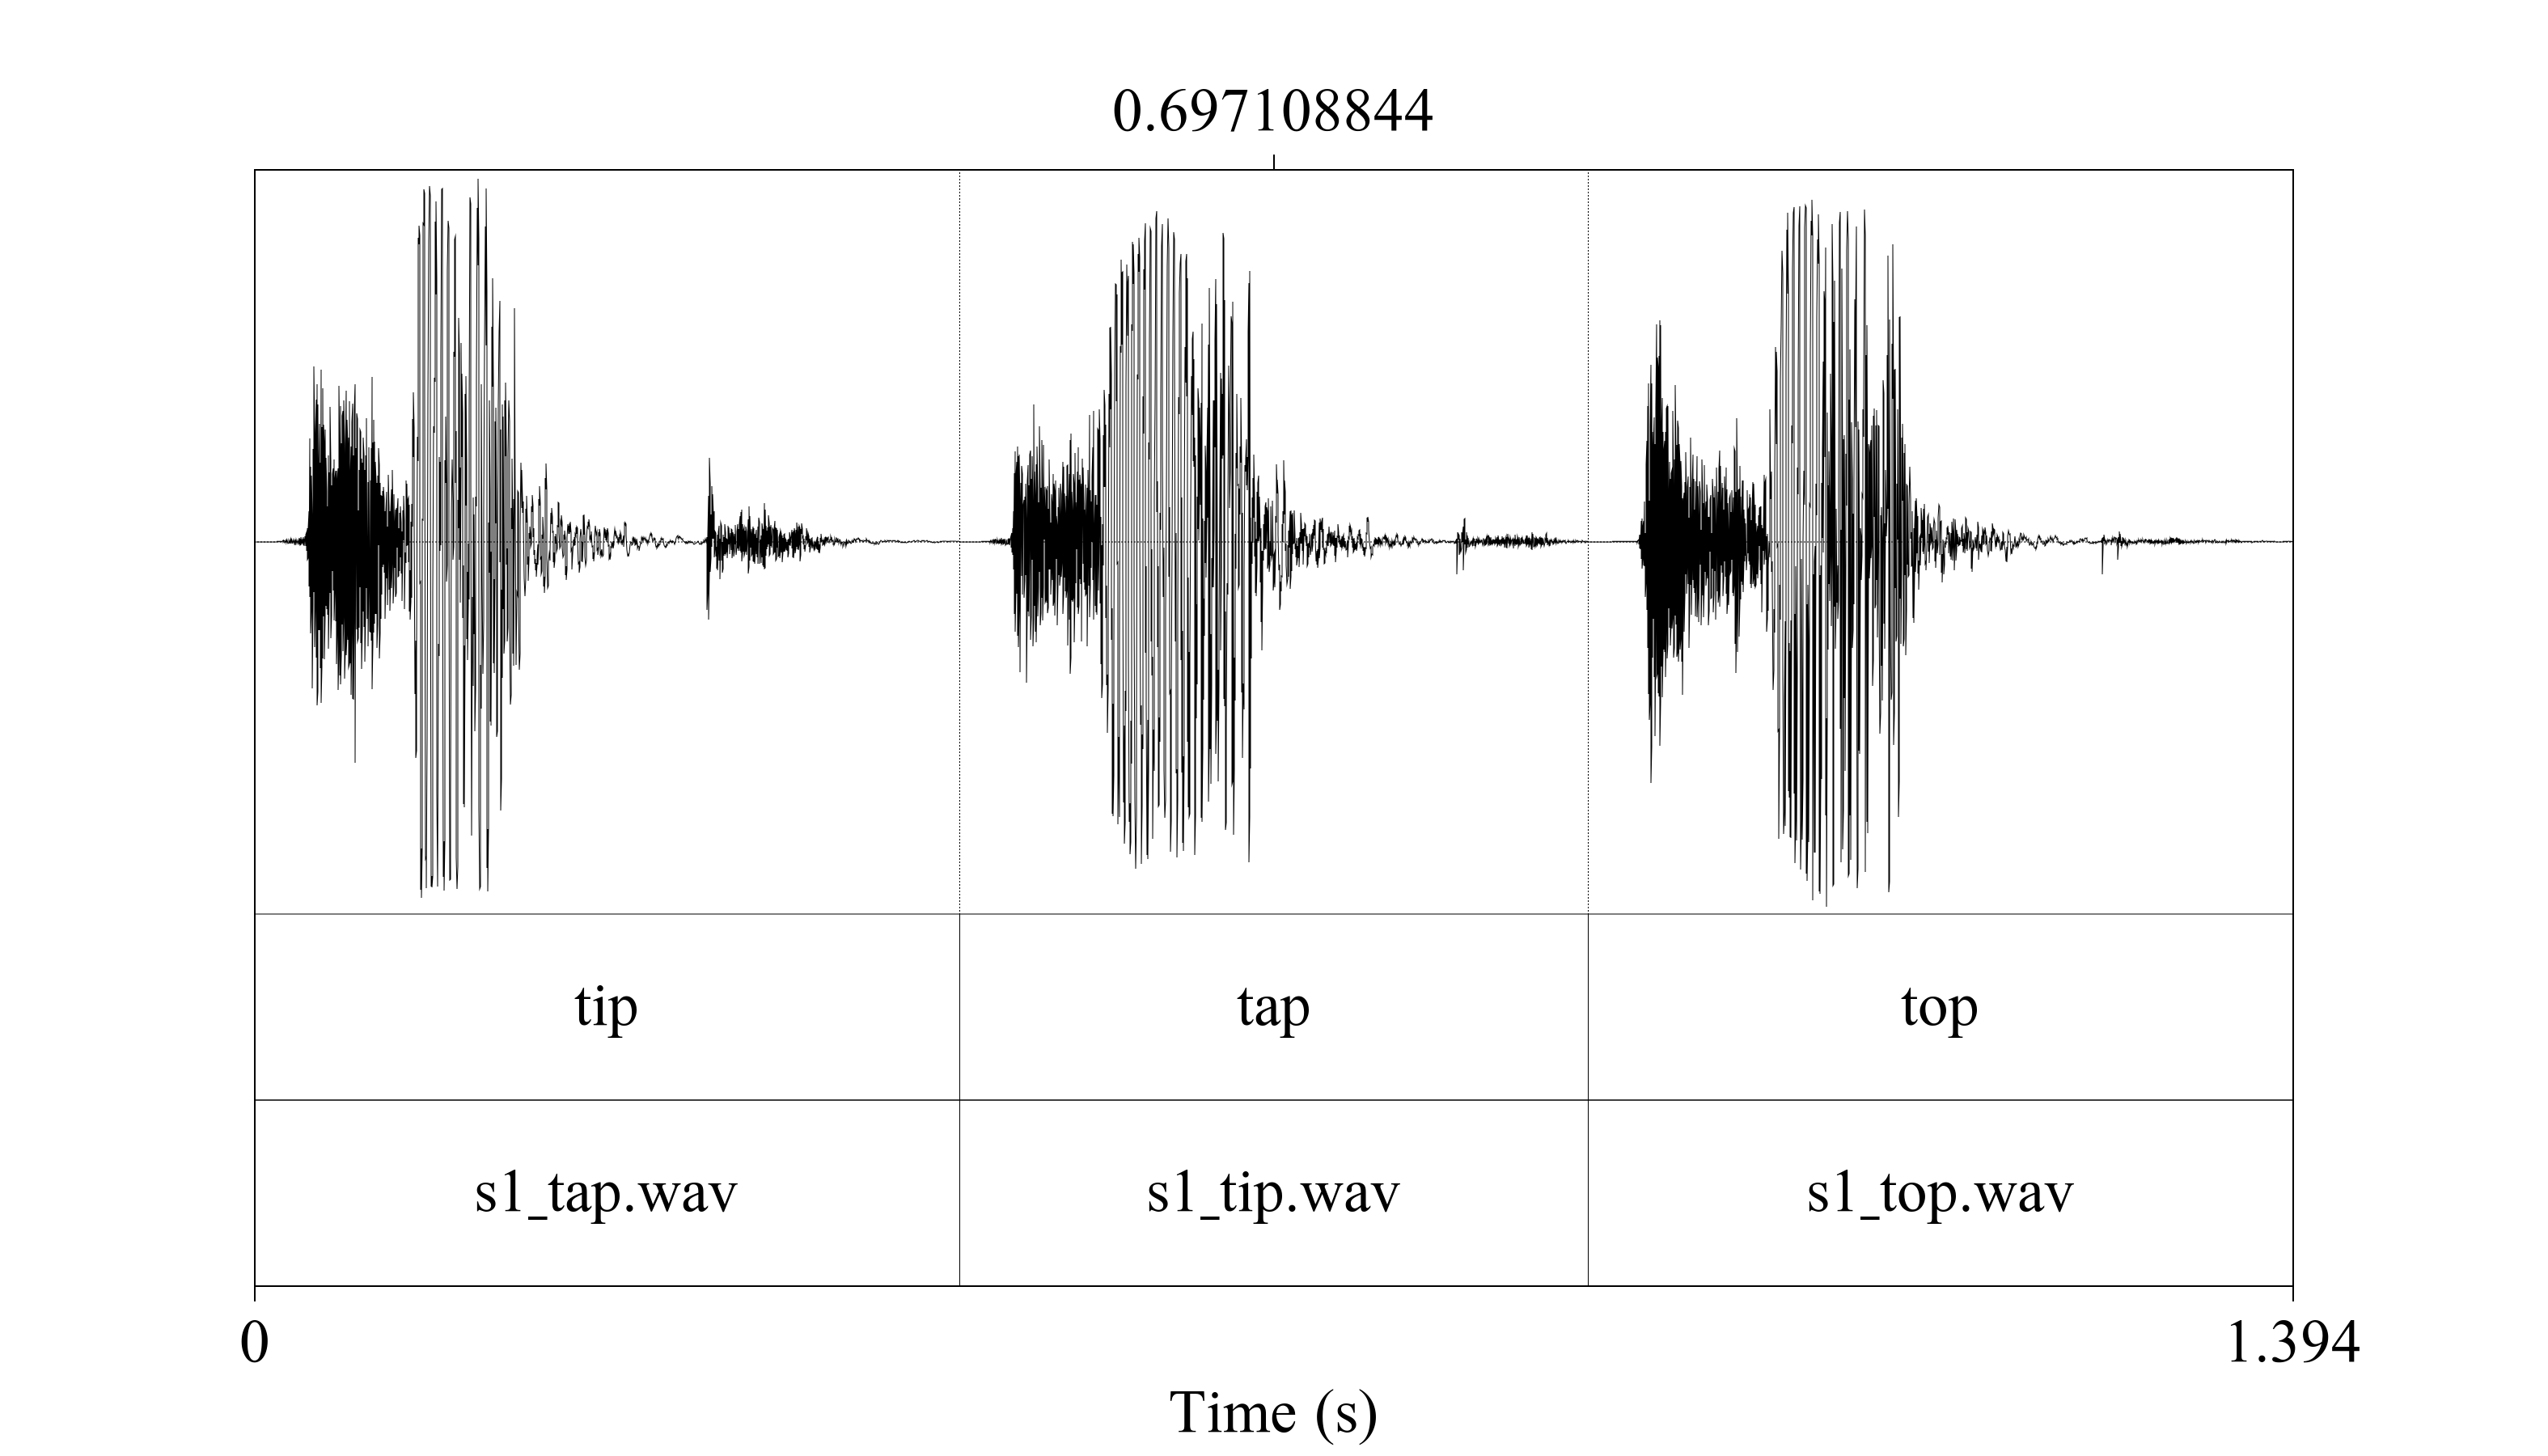 0.697108844
tip tap top
s1_tap.wav s1_tip.wav s1_top.wav
0 1.394
Time (s)